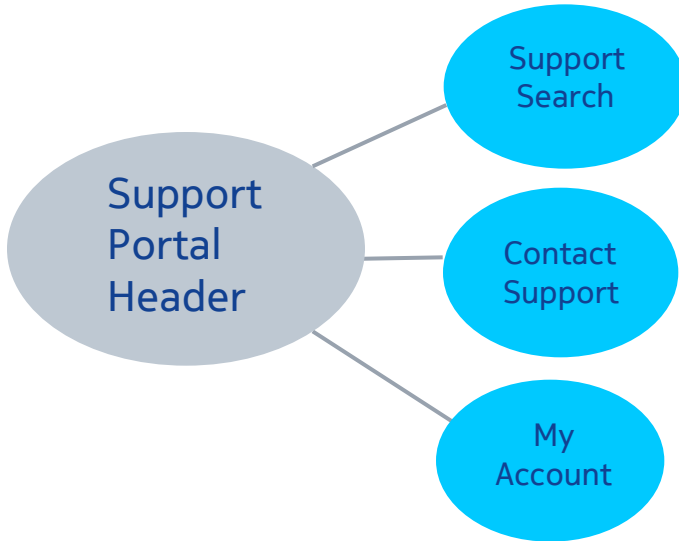 Support
Portal
Header
Support
Search
Contact
Support
My
Account